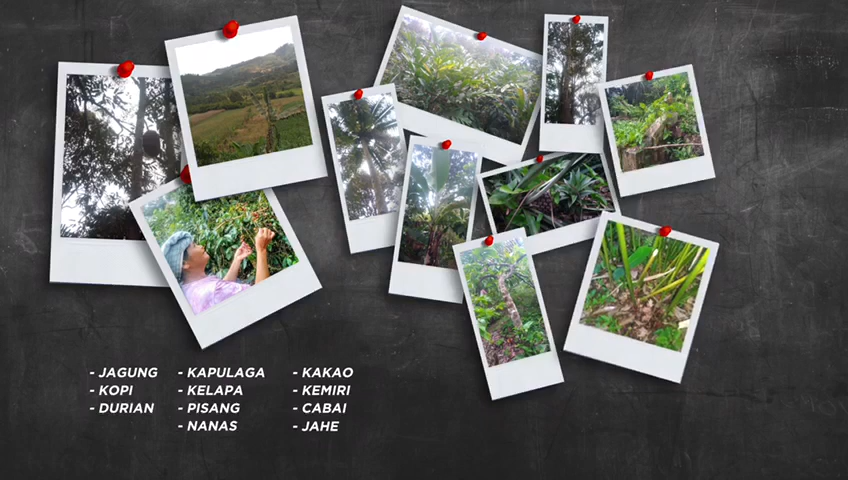 - JAGUNG
- KOPI
- DURIAN
- KAPULAGA
- KELAPA
- PISANG
- NANAS
- KAKAO
- KEMIRI
- CABAI
- JAHE